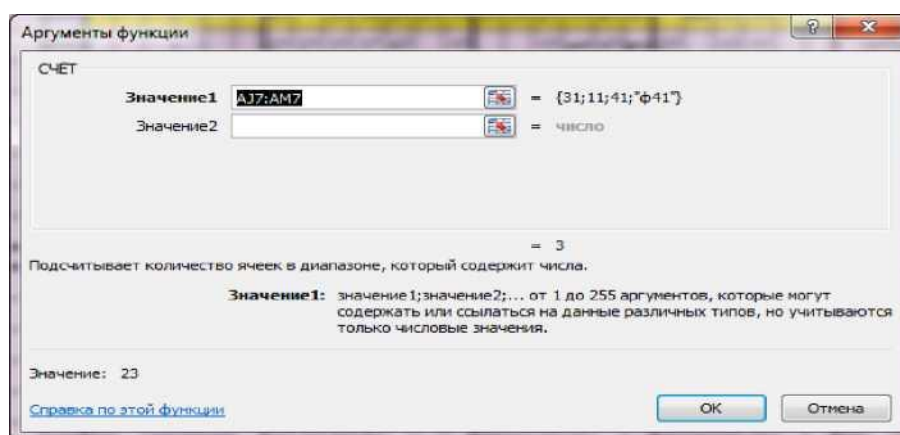 Аргументы функции
СЧЁТ
Значение1 AJ7:AM7 = {31;11;41;"ф41"}
Значение2 = число
= 3
Подсчитывает количество ячеек в диапазоне, который содержит числа.
Значение1: значение1;значение2;... от 1 до 255 аргументов, которые могут
содержать или ссылаться на данные различных типов, но учитываются
только числовые значения.
Значение: 23
Справка по этой функции
ОК
Отмена